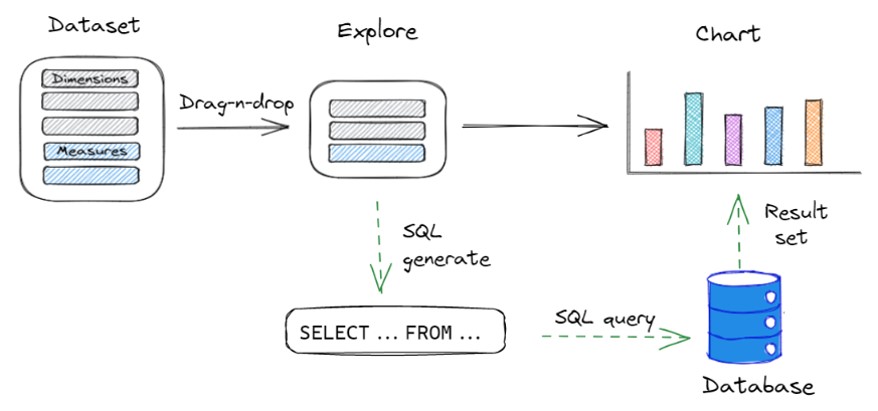 Dataset
Explore
Chart
Dimensions
Drag-n-drop
Measures
SQL
generate
Result
set
SELECT ... FROM ...
SQL query
Database